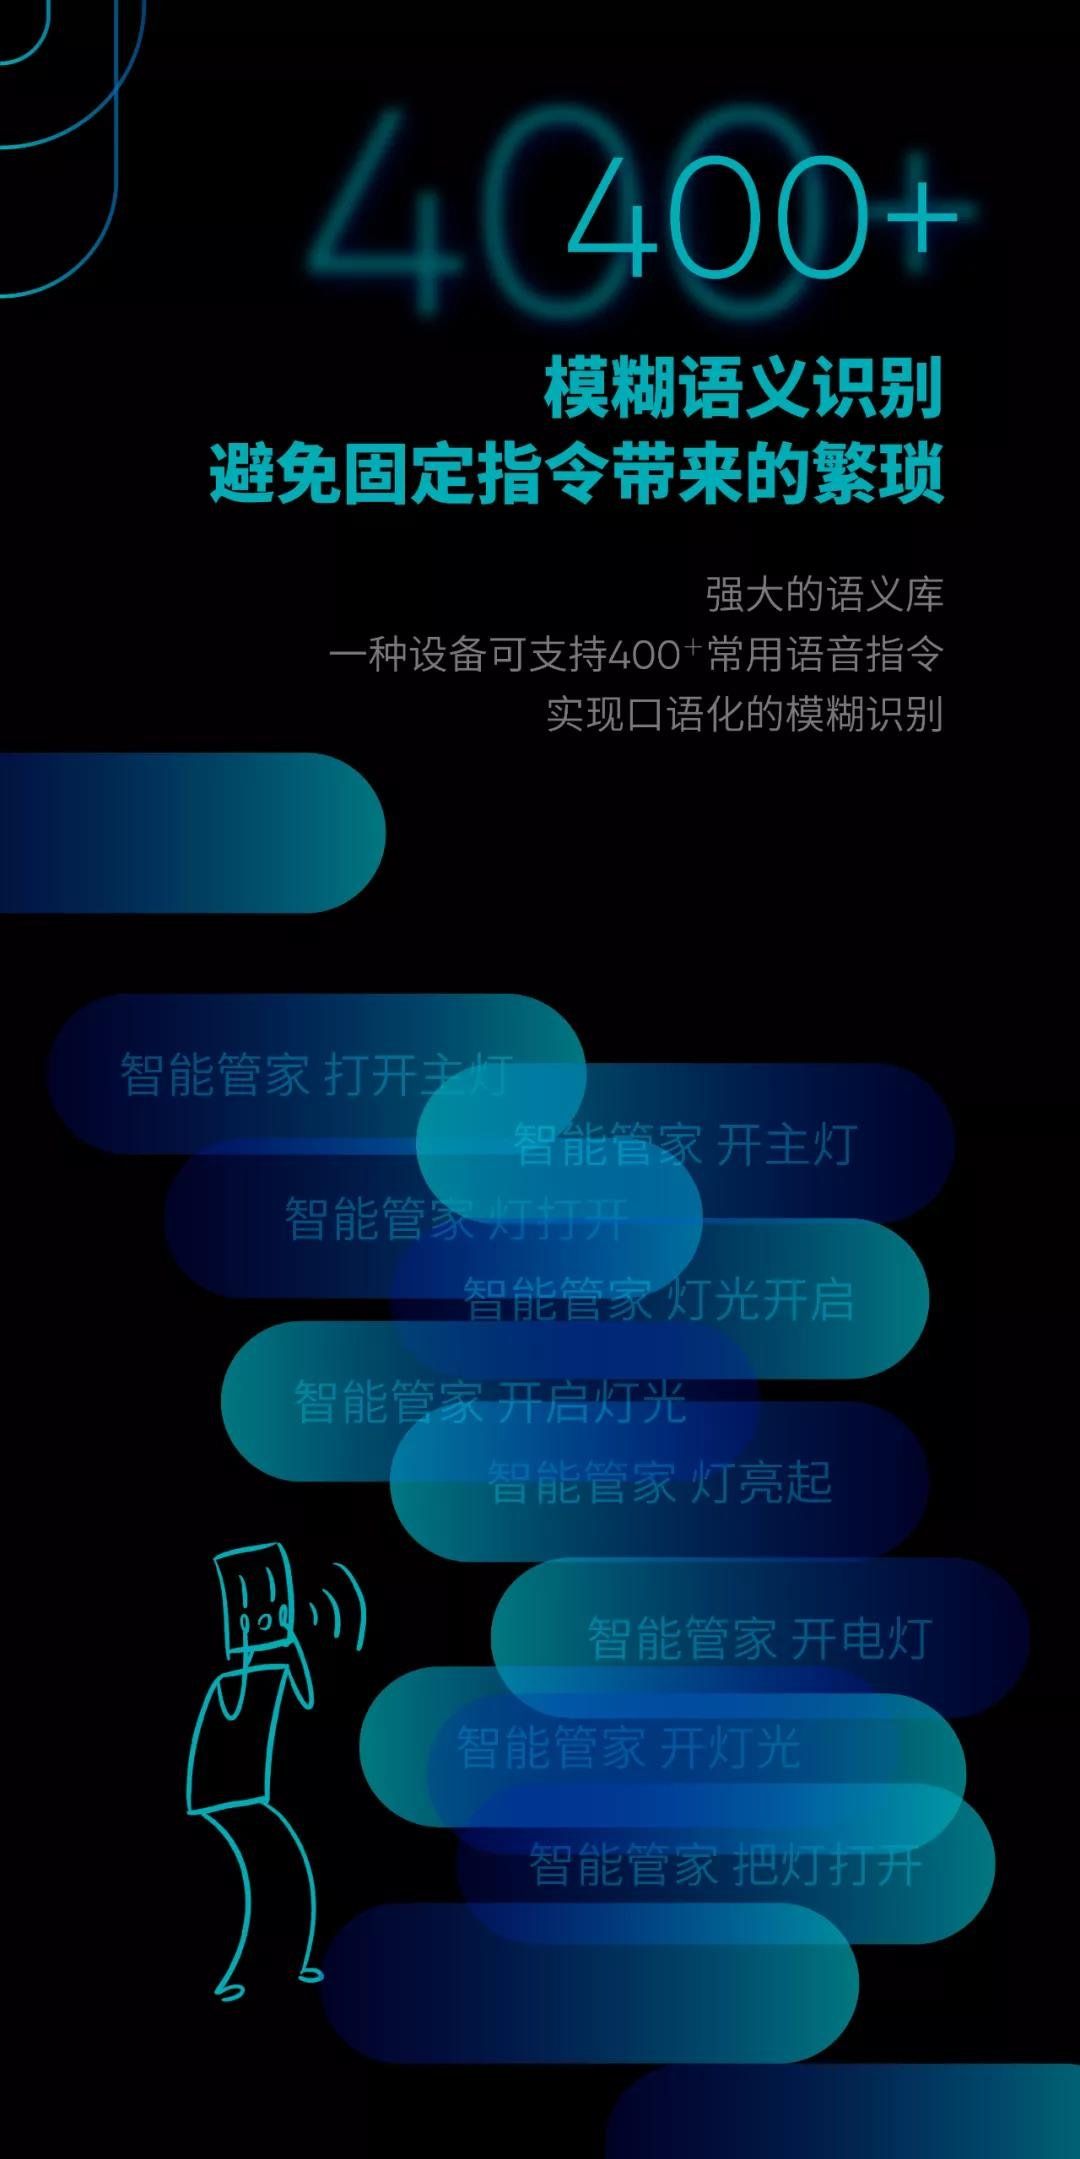 400+
400+
模糊语义识别
避免固定指令带来的繁琐
强大的语义库
一种设备可支持400+常用语音指令
实现口语化的模糊识别
智能管家 打开主灯
智能管家 开主灯
智能管家 灯打开
智能管家 灯光开启
智能管家 开启灯光
智能管家 灯亮起
智能管家 开电灯
智能管家 开灯光
智能管家 把灯打开